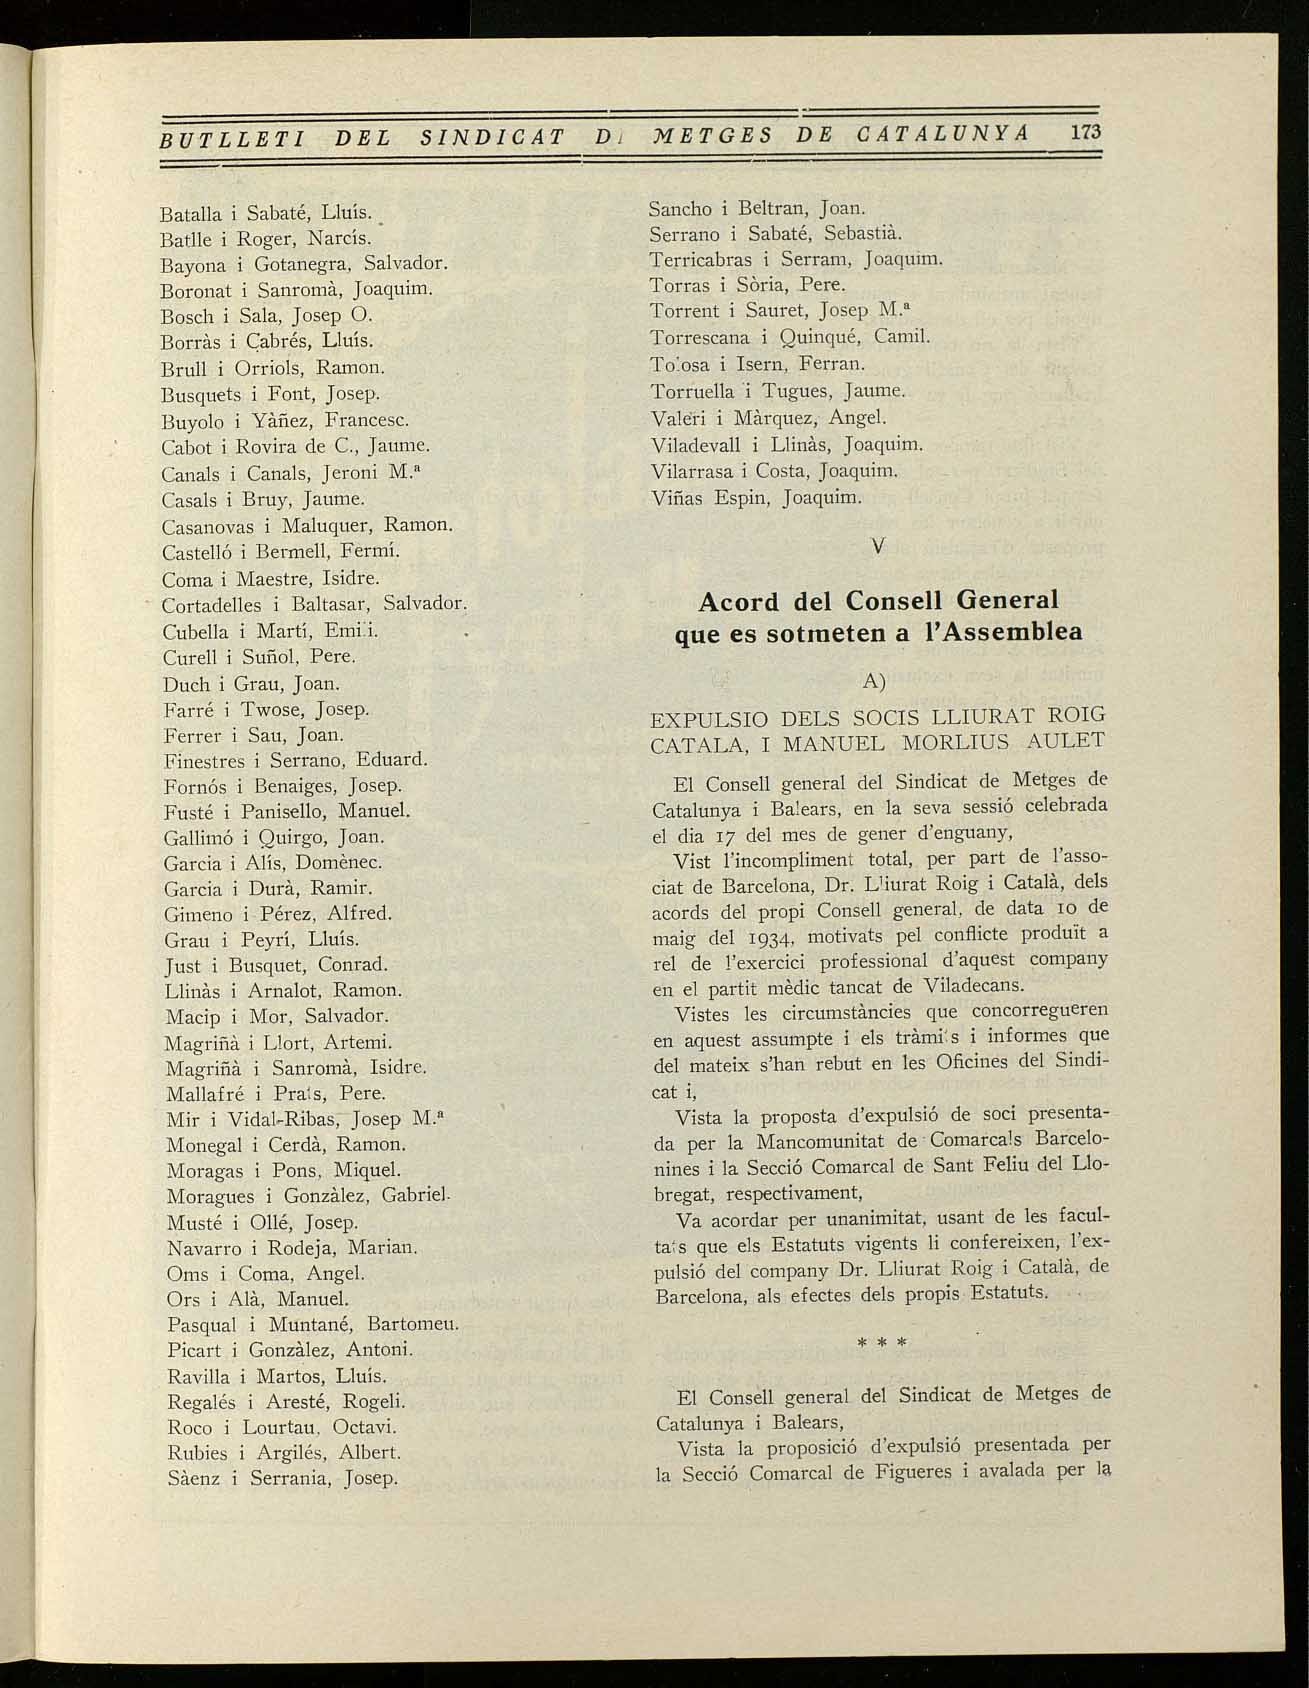 BUTLLETI DEL SINDICAT DE METGES DE CATALUNYA 173
Batalla i Sabaté, Lluís.
Batlle i Roger, Narcís.
Bayona i Gotanegra, Salvador.
Boronat i Sanromà, Joaquim.
Bosch i Sala, Josep O.
Borràs i Cabrés, Lluís.
Brull i Orriols, Ramon.
Busquets i Font, Josep.
Buyolo i Yàñez, Francesc.
Cabot i Rovira de C., Jaume.
Canals i Canals, Jeroni M.ª
Casals i Bruy, Jaume.
Casanovas i Maluquer, Ramon.
Castelló i Bermell, Fermí.
Coma i Maestre, Isidre.
Cortadelles i Baltasar, Salvador.
Cubella i Martí, Emili.
Curell i Suñol, Pere.
Duch i Grau, Joan.
Farré i Twose, Josep.
Ferrer i Sau, Joan.
Finestres i Serrano, Eduard.
Fornós i Benaiges, Josep.
Fusté i Panisello, Manuel.
Gallimó i Quirgo, Joan.
Garcia i Alís, Domènec.
Garcia i Durà, Ramir.
Gimeno i Pérez, Alfred.
Grau i Peyrí, Lluís.
Just i Busquet, Conrad.
Llinàs i Arnalot, Ramon.
Macip i Mor, Salvador.
Magriñà i Llort, Artemi.
Magriñà i Sanromà, Isidre.
Mallafré i Prats, Pere.
Mir i Vidal-Ribas, Josep M.ª
Monegal i Cerdà, Ramon.
Moragas i Pons, Miquel.
Moragues i Gonzàlez, Gabriel.
Musté i Ollé, Josep.
Navarro i Rodeja, Marian.
Oms i Coma, Angel.
Ors i Alà, Manuel.
Pasqual i Muntané, Bartomeu.
Picart i Gonzàlez, Antoni.
Ravilla i Martos, Lluís.
Regalés i Aresté, Rogeli.
Roco i Lourtau, Octavi.
Rubies i Argilés, Albert.
Sàenz i Serrania, Josep.
Sancho i Beltran, Joan.
Serrano i Sabaté, Sebastià.
Terricabras i Serram, Joaquim.
Torras i Sòria, Pere.
Torrent i Sauret, Josep M.ª
Torrescana i Quinqué, Camil.
Tolosa i Isern, Ferran.
Torruella i Tugues, Jaume.
Valeri i Màrquez, Angel.
Viladevall i Llinàs, Joaquim.
Vilarrasa i Costa, Joaquim.
Viñas Espin, Joaquim.
V
Acord del Consell General
que es sotmeten a l'Assemblea
A)
EXPULSIO DELS SOCIS LLIURAT ROIG
CATALA, I MANUEL MORLIUS AULET
El Consell general del Sindicat de Metges de
Catalunya i Balears, en la seva sessió celebrada
el dia 17 del mes de gener d'enguany,
Vist l'incompliment total, per part de l'asso-
ciat de Barcelona, Dr. Lliurat Roig i Català, dels
acords del propi Consell general, de data 10 de
maig del 1934, motivats pel conflicte produït a
rel de l'exercici professional d'aquest company
en el partit mèdic tancat de Viladecans.
Vistes les circumstàncies que concorregueren
en aquest assumpte i els tràmits i informes que
del mateix s'han rebut en les Oficines del Sindi-
cat i,
Vista la proposta d'expulsió de soci presenta-
da per la Mancomunitat de Comarcals Barcelo-
nines i la Secció Comarcal de Sant Feliu del Llo-
bregat, respectivament,
Va acordar per unanimitat, usant de les facul-
tats que els Estatuts vigents li confereixen, l'ex-
pulsió del company Dr. Lliurat Roig i Català, de
Barcelona, als efectes dels propis Estatuts.
* * *
El Consell general del Sindicat de Metges de
Catalunya i Balears,
Vista la proposició d'expulsió presentada per
la Secció Comarcal de Figueres i avalada per la